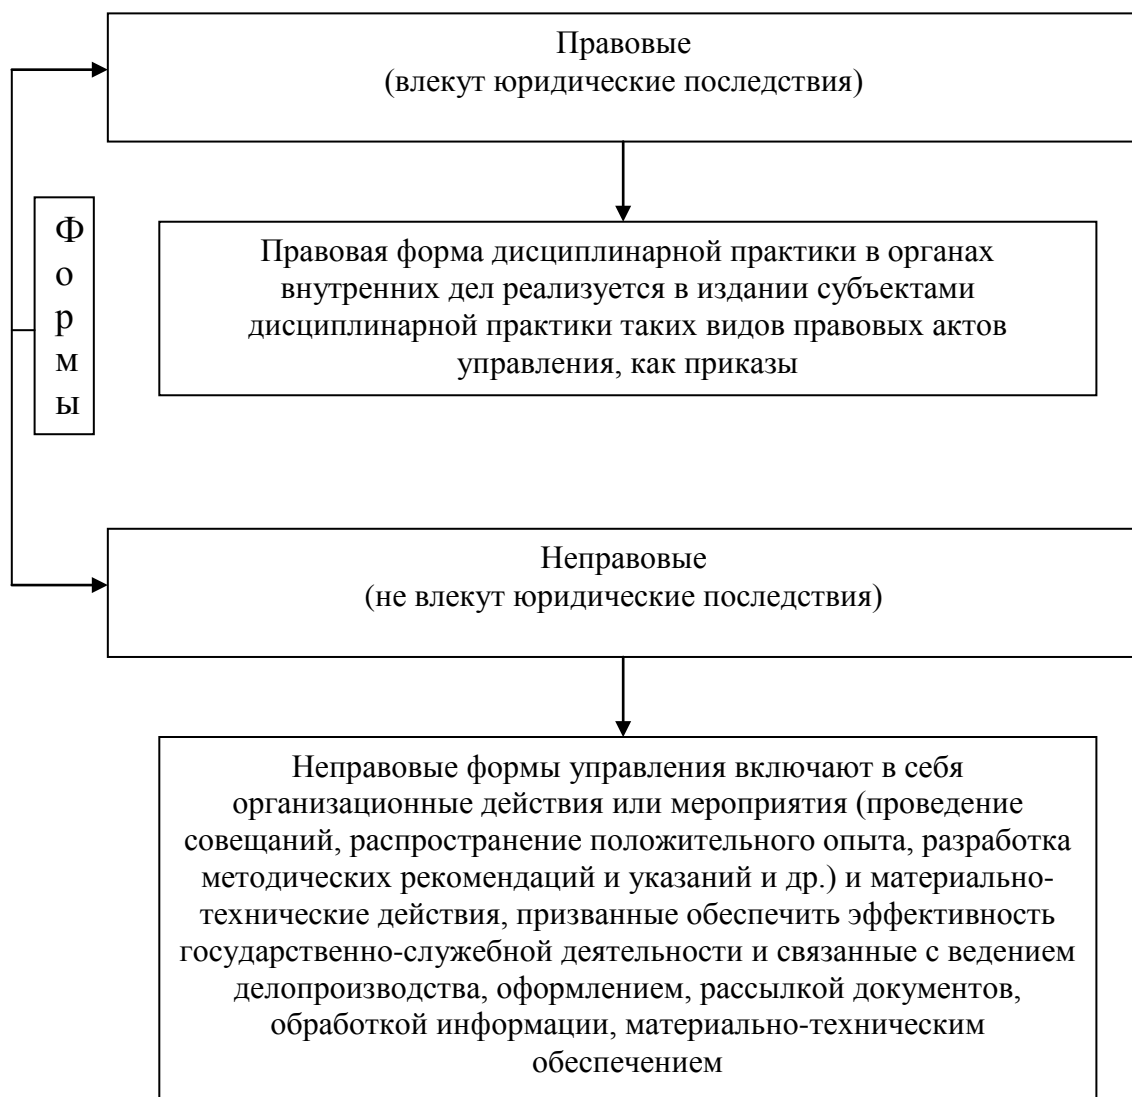 Правовые
(влекут юридические последствия)
Формы
Правовая форма дисциплинарной практики в органах
внутренних дел реализуется в издании субъектами
дисциплинарной практики таких видов правовых актов
управления, как приказы
Неправовые
(не влекут юридические последствия)
Неправовые формы управления включают в себя
организационные действия или мероприятия (проведение
совещаний, распространение положительного опыта, разработка
методических рекомендаций и указаний и др.) и материально-
технические действия, призванные обеспечить эффективность
государственно-служебной деятельности и связанные с ведением
делопроизводства, оформлением, рассылкой документов,
обработкой информации, материально-техническим
обеспечением